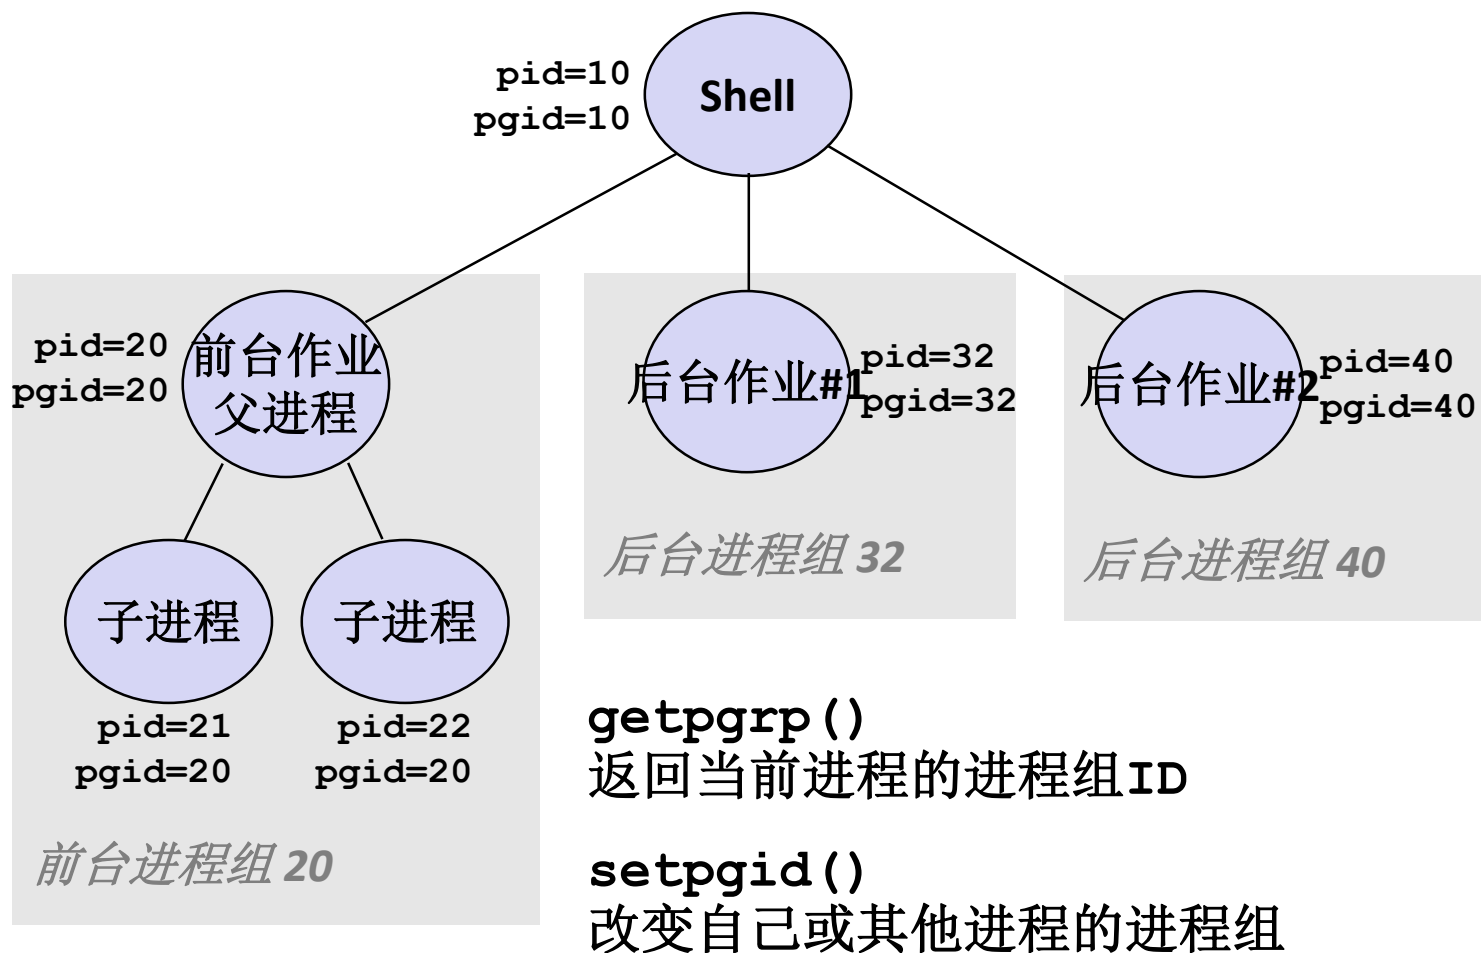 pid=10
pgid=10
Shell
pid=20
pgid=20
前台作业
父进程
后台作业#1
pid=32
pgid=32
后台作业#2
pid=40
pgid=40
后台进程组 32
后台进程组 40
子进程
子进程
pid=21
pgid=20
pid=22
pgid=20
前台进程组 20
getpgrp()
返回当前进程的进程组ID
setpgid()
改变自己或其他进程的进程组